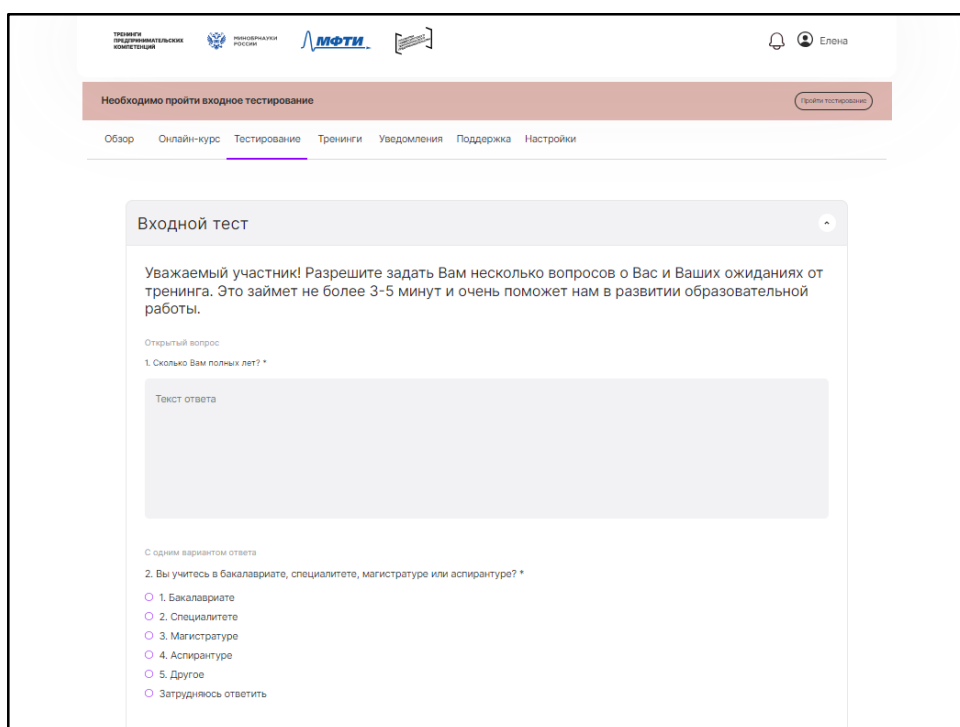 ТРЕНИНГИ
ПРЕДПРИНИМАТЕЛЬСКИХ
КОМПЕТЕНЦИЙ
МИНОБРНАУКИ
РОССИИ
МФТИ
Елена
Необходимо пройти входное тестирование
Пройти тестирование
Обзор Онлайн-курс Тестирование Тренинги Уведомления Поддержка Настройки
Входной тест
Уважаемый участник! Разрешите задать Вам несколько вопросов о Вас и Ваших ожиданиях от
тренинга. Это займет не более 3-5 минут и очень поможет нам в развитии образовательной
работы.
Открытый вопрос
1. Сколько Вам полных лет? *
Текст ответа
С одним вариантом ответа
2. Вы учитесь в бакалавриате, специалитете, магистратуре или аспирантуре? *
1. Бакалавриате
2. Специалитете
3. Магистратуре
4. Аспирантуре
5. Другое
Затрудняюсь ответить